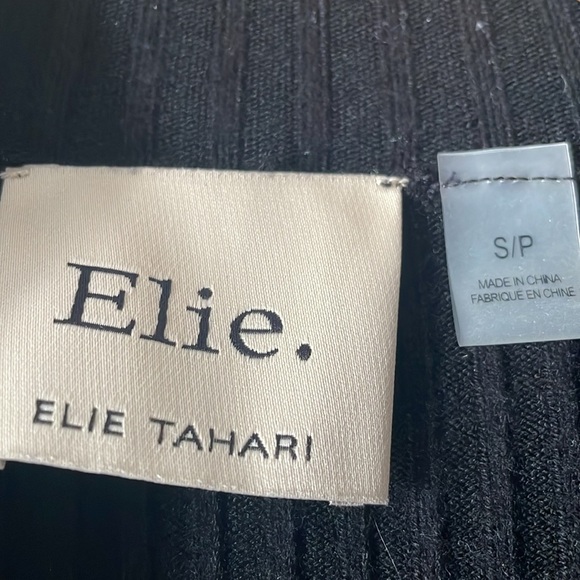 Elie.
ELIE TAHARI
S/P
MADE IN CHINA
FABRIQUE EN CHINE